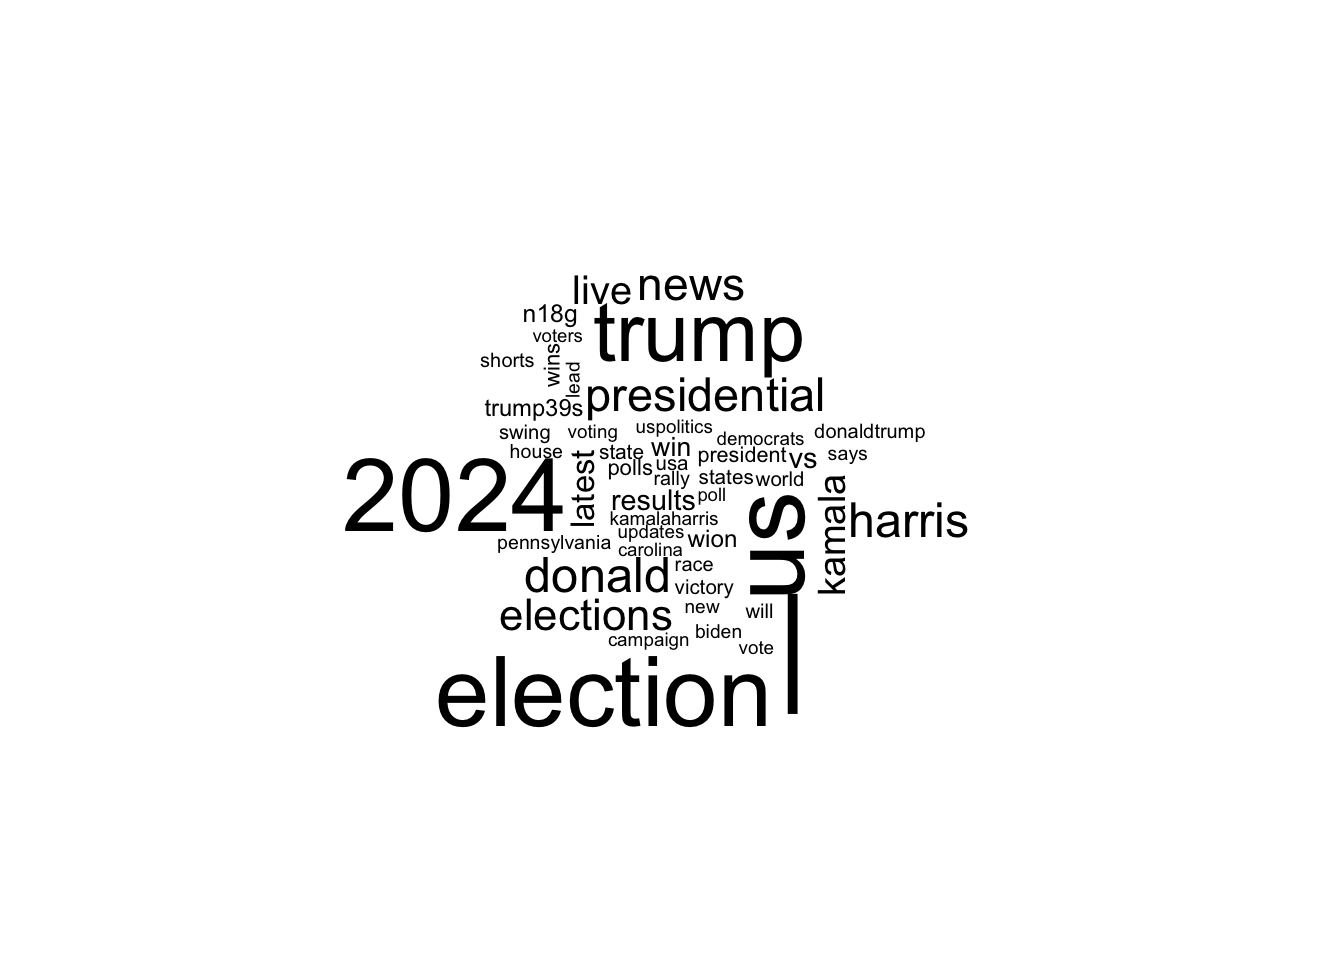 live news
n18g
trump
voters
wins
shorts
lead
presidential
trump39s
uspolitics
swing
voting
democrats
donaldtrump
house
state
win
president
vs
says
2024
latest
polls
usa
rally
states
world
results
poll
us
kamala
harris
kamalaharris
updates
wion
pennsylvania
carolina
donald
race
victory
elections
new
will
campaign
biden
vote
election
|